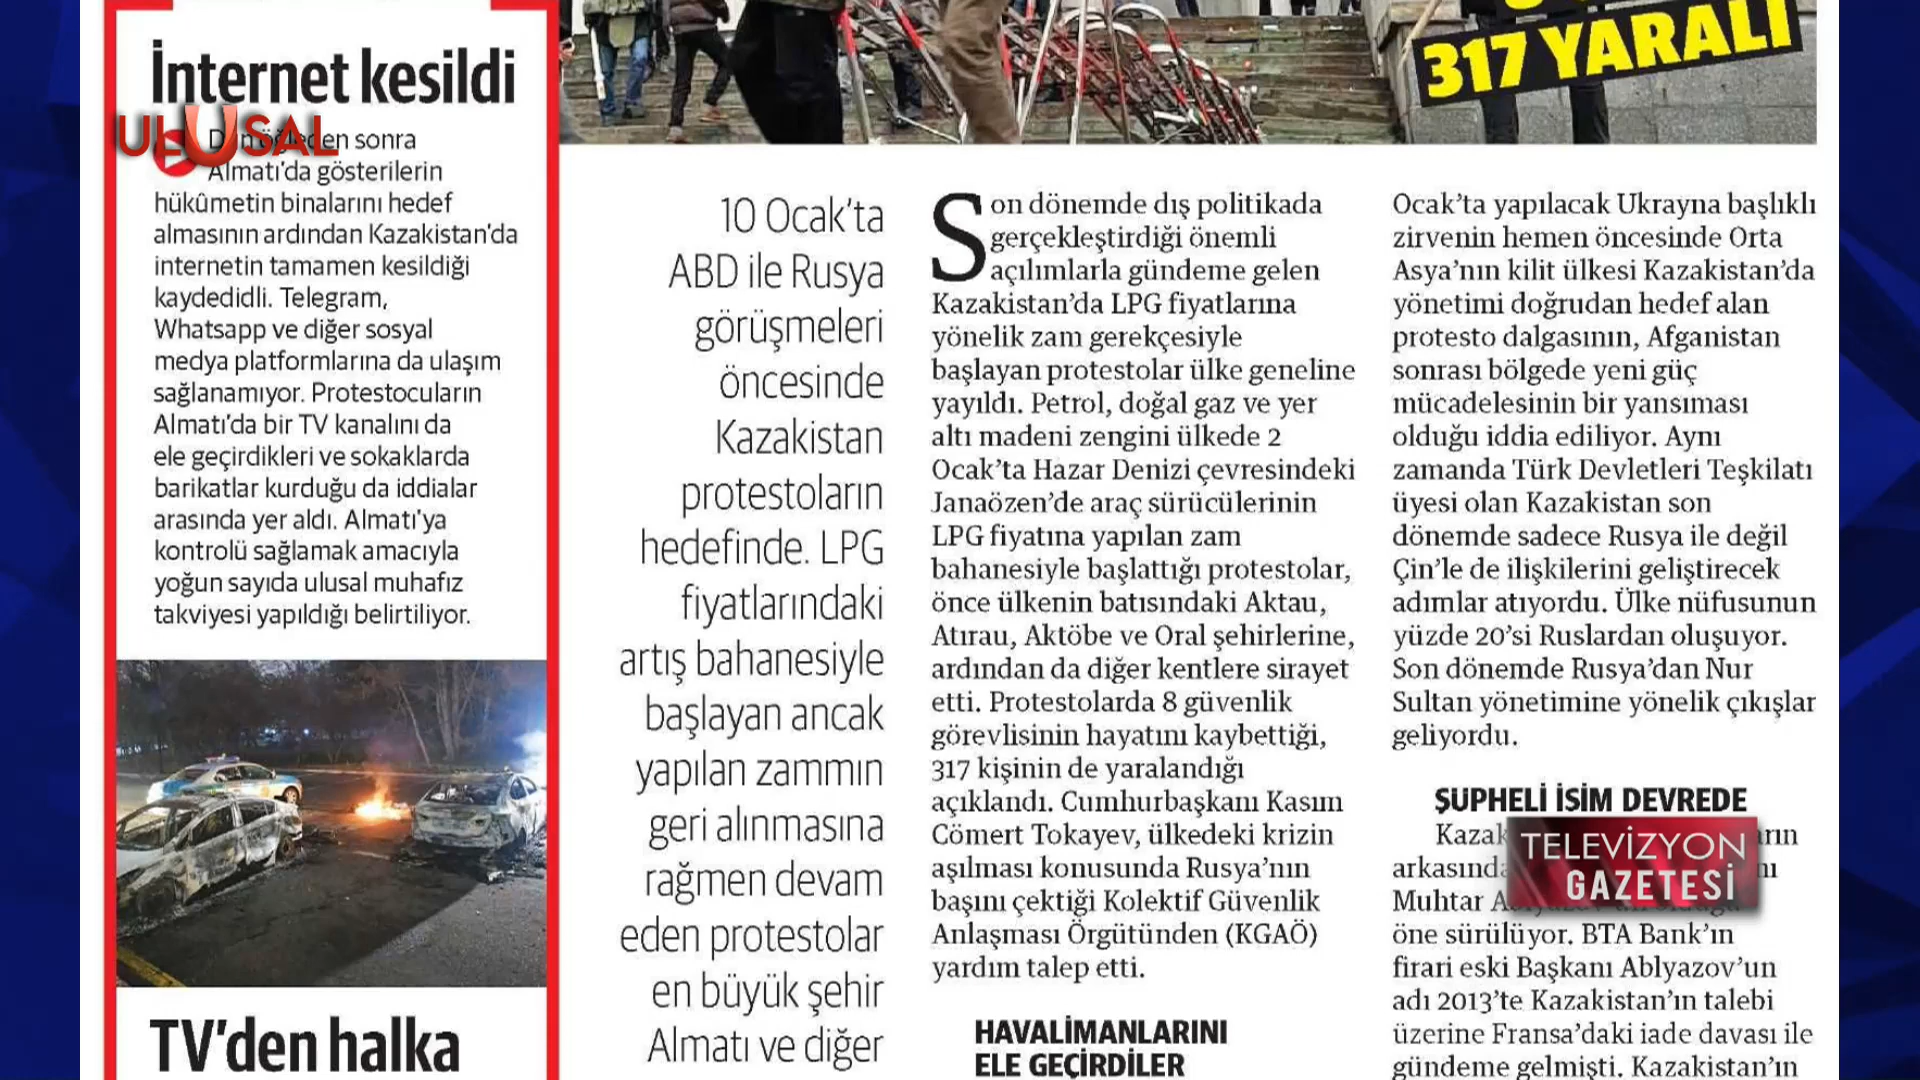 317 YARALI
İnternet kesildi
ULUSAL
sonra
Almatı'da gösterilerin
hükûmetin binalarını hedef
almasının ardından Kazakistan'da
internetin tamamen kesildiği
kaydedidli. Telegram,
Whatsapp ve diğer sosyal
medya platformlarına da ulaşım
sağlanamıyor. Protestocuların
Almatı'da bir TV kanalını da
ele geçirdikleri ve sokaklarda
barikatlar kurduğu da iddialar
arasında yer aldı. Almatı'ya
kontrolü sağlamak amacıyla
yoğun sayıda ulusal muhafız
takviyesi yapıldığı belirtiliyor.
TV'den halka
10 Ocak'ta
ABD ile Rusya
görüşmeleri
öncesinde
Kazakistan
protestoların
hedefinde. LPG
fiyatlarındaki
artış bahanesiyle
başlayan ancak
yapılan zammın
geri alınmasına
rağmen devam
eden protestolar
en büyük şehir
Almatı ve diğer
Son dönemde dış politikada
gerçekleştirdiği önemli
açılımlarla gündeme gelen
Kazakistan'da LPG fiyatlarına
yönelik zam gerekçesiyle
başlayan protestolar ülke geneline
yayıldı. Petrol, doğal gaz ve yer
altı madeni zengini ülkede 2
Ocak'ta Hazar Denizi çevresindeki
Janaözen'de araç sürücülerinin
LPG fiyatına yapılan zam
bahanesiyle başlattığı protestolar,
önce ülkenin batısındaki Aktau,
Atırau, Aktöbe ve Oral şehirlerine,
ardından da diğer kentlere sirayet
etti. Protestolarda 8 güvenlik
görevlisinin hayatını kaybettiği,
317 kişinin de yaralandığı
açıklandı. Cumhurbaşkanı Kasım
Cömert Tokayev, ülkedeki krizin
aşılması konusunda Rusya'nın
başını çektiği Kolektif Güvenlik
Anlaşması Örgütünden (KGAÖ)
yardım talep etti.
HAVALİMANLARINI
ELE GEÇİRDİLER
Ocak'ta yapılacak Ukrayna başlıklı
zirvenin hemen öncesinde Orta
Asya'nın kilit ülkesi Kazakistan'da
yönetimi doğrudan hedef alan
protesto dalgasının, Afganistan
sonrası bölgede yeni güç
mücadelesinin bir yansıması
olduğu iddia ediliyor. Aynı
zamanda Türk Devletleri Teşkilatı
üyesi olan Kazakistan son
dönemde sadece Rusya ile değil
Çin'le de ilişkilerini geliştirecek
adımlar atıyordu. Ülke nüfusunun
yüzde 20'si Ruslardan oluşuyor.
Son dönemde Rusya'dan Nur
Sultan yönetimine yönelik çıkışlar
geliyordu.
ŞÜPHELİ İSİM DEVREDE
Muhtar
öne sürülüyor. BTA Bank'ın
firari eski Başkanı Ablyazov'un
adı 2013'te Kazakistan'ın talebi
üzerine Fransa'daki iade davası ile
gündeme gelmişti. Kazakistan'ın
TELEVİZYON
GAZETESİ